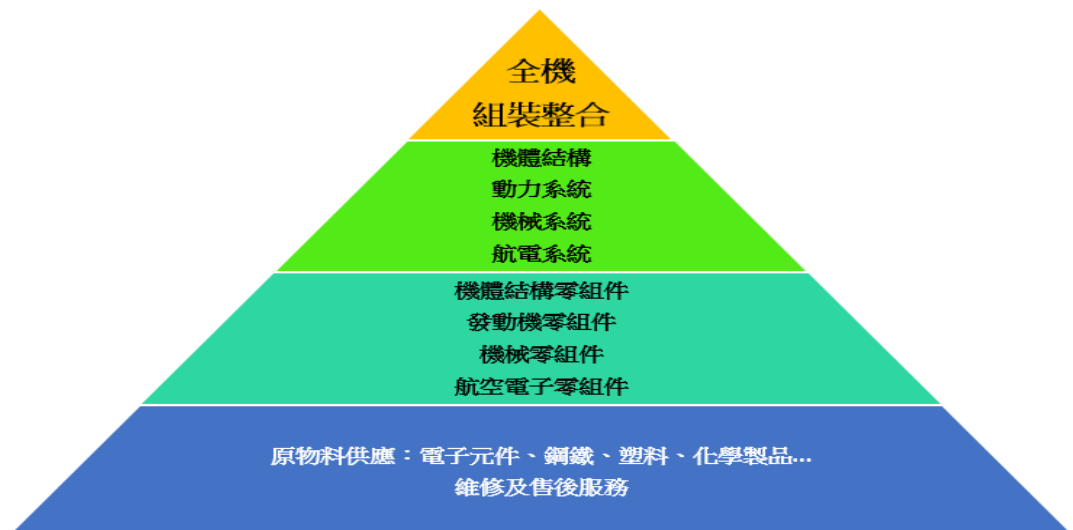 全機
組裝整合
機體結構
動力系統
機械系統
航電系統
機體結構零組件
發動機零組件
機械零組件
航空電子零組件
原物料供應：電子元件、鋼鐵、塑料、化學製品...
維修及售後服務